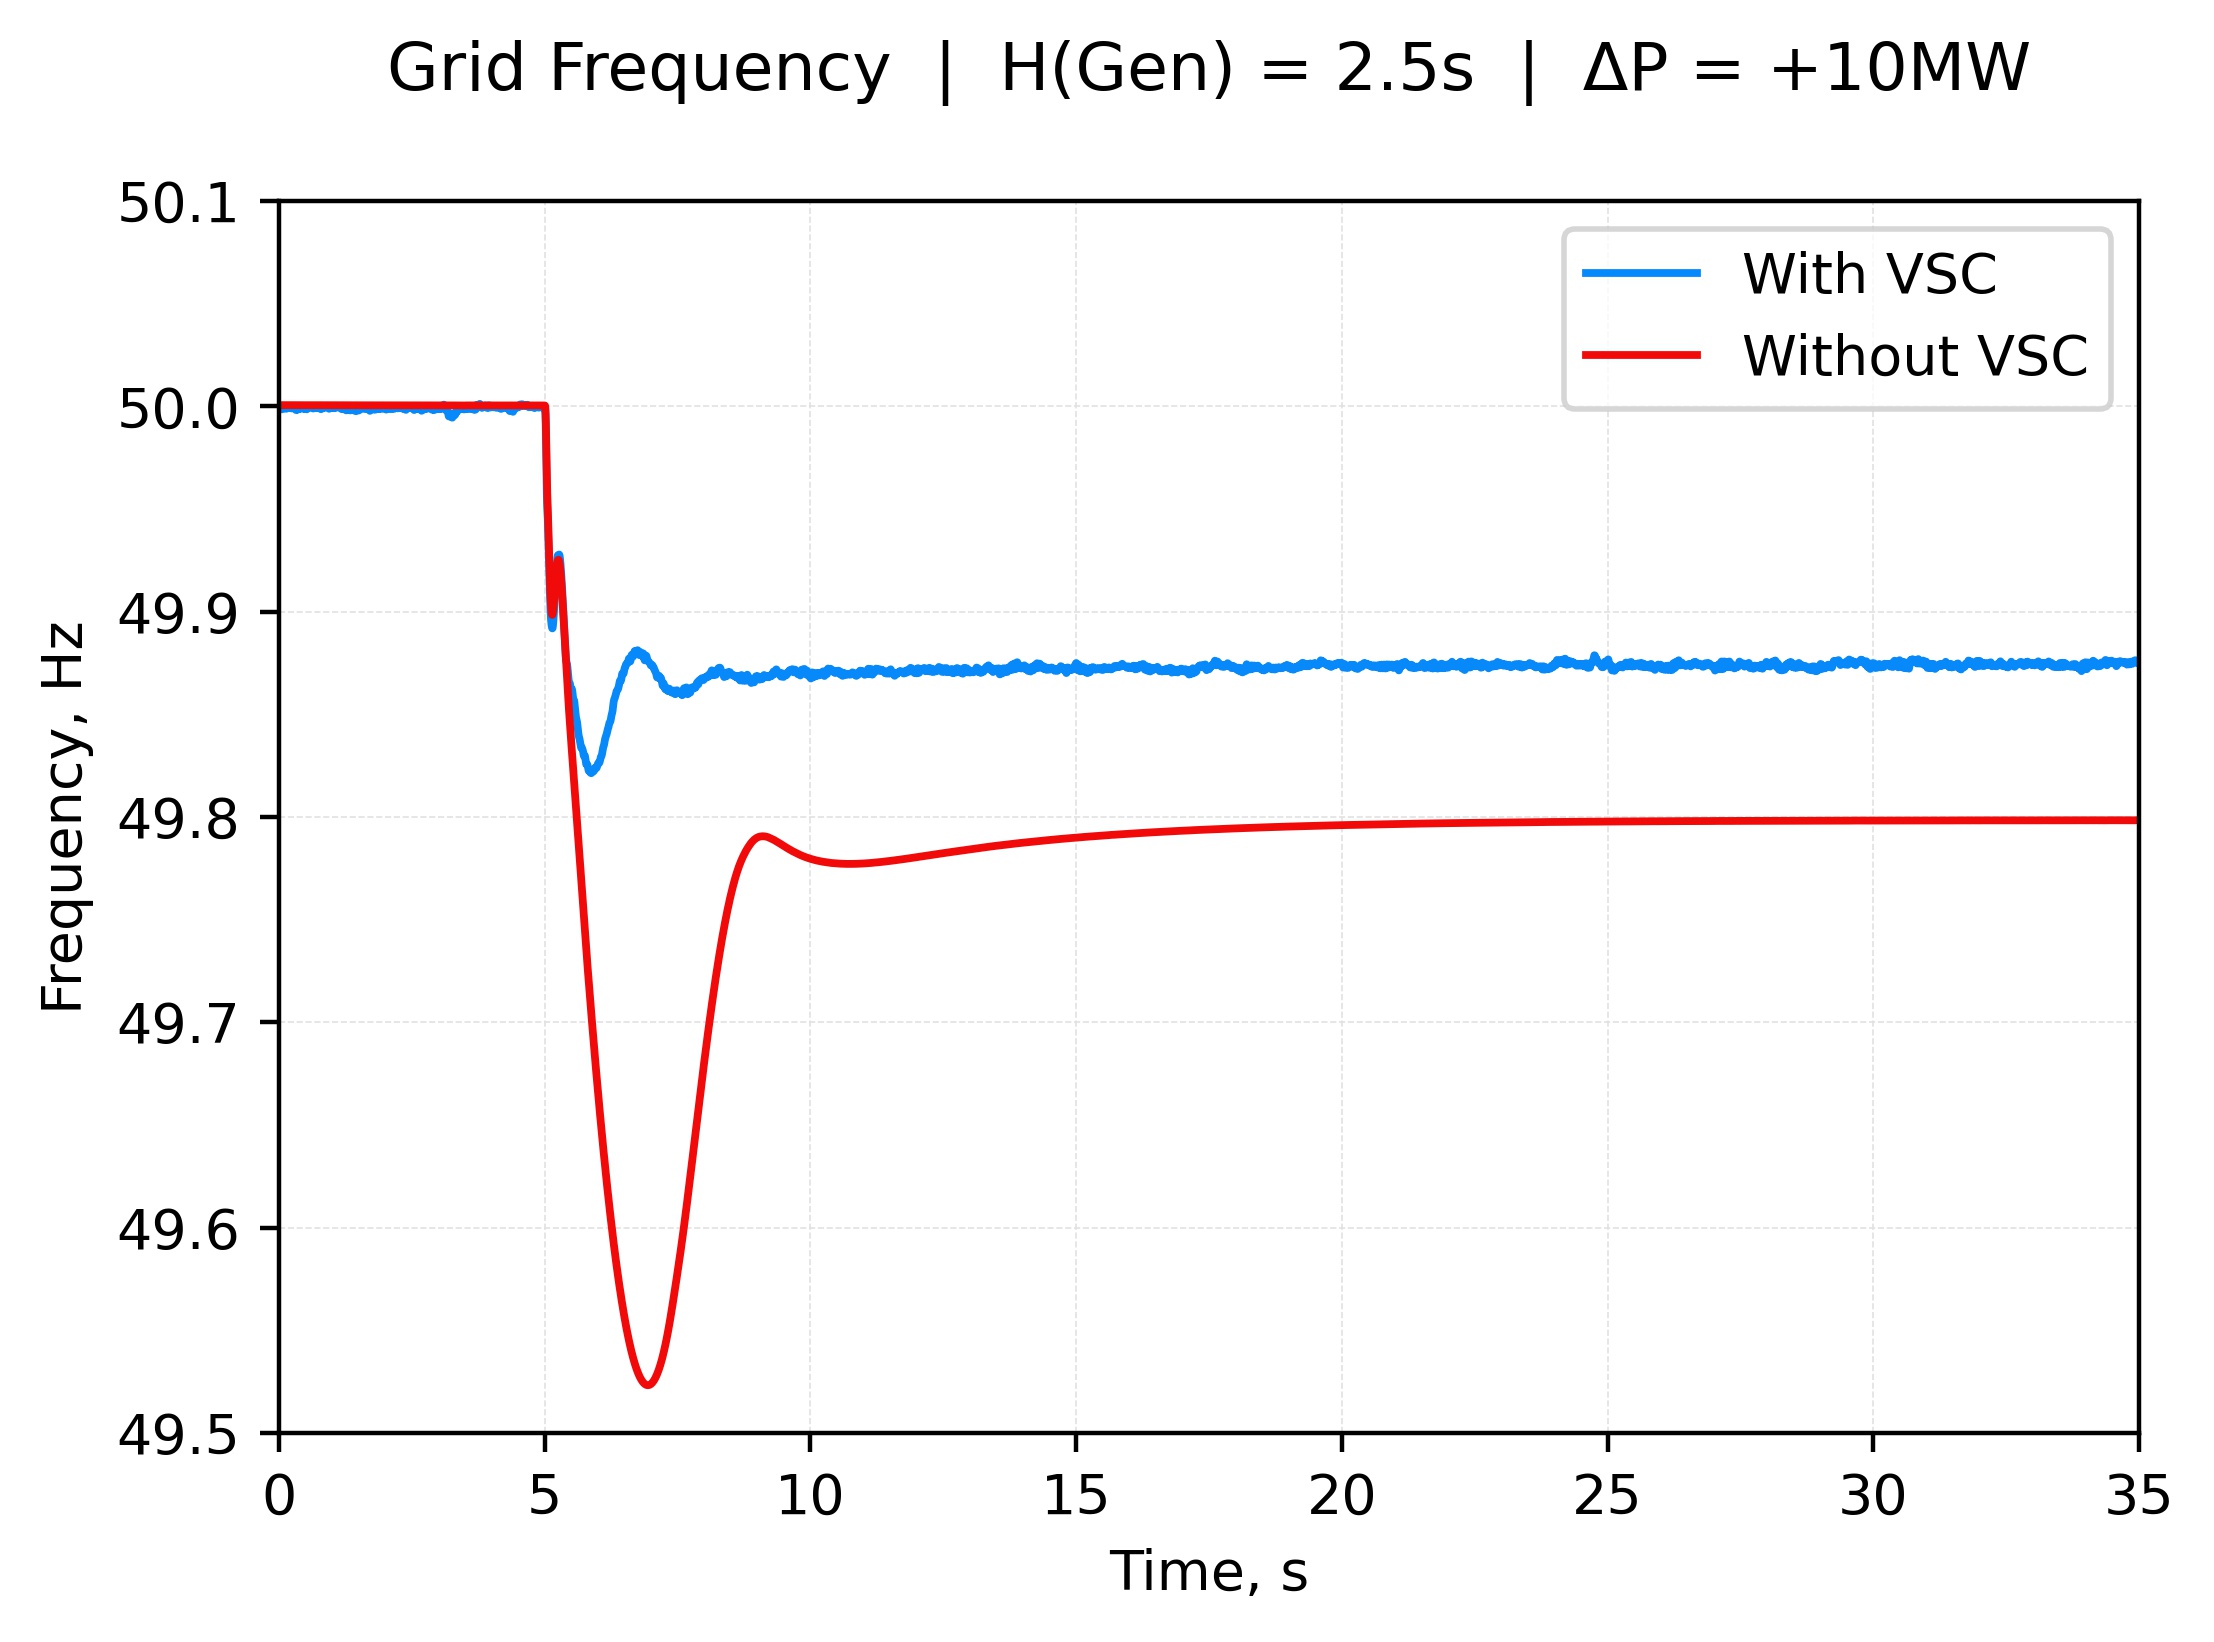 Grid Frequency | H(Gen) = 2.5s | ΔP = +10MW
With VSC
Without VSC
Frequency, Hz
50.1
50.0
49.9
49.8
49.7
49.6
49.5
0 5 10 15 20 25 30 35
Time, s